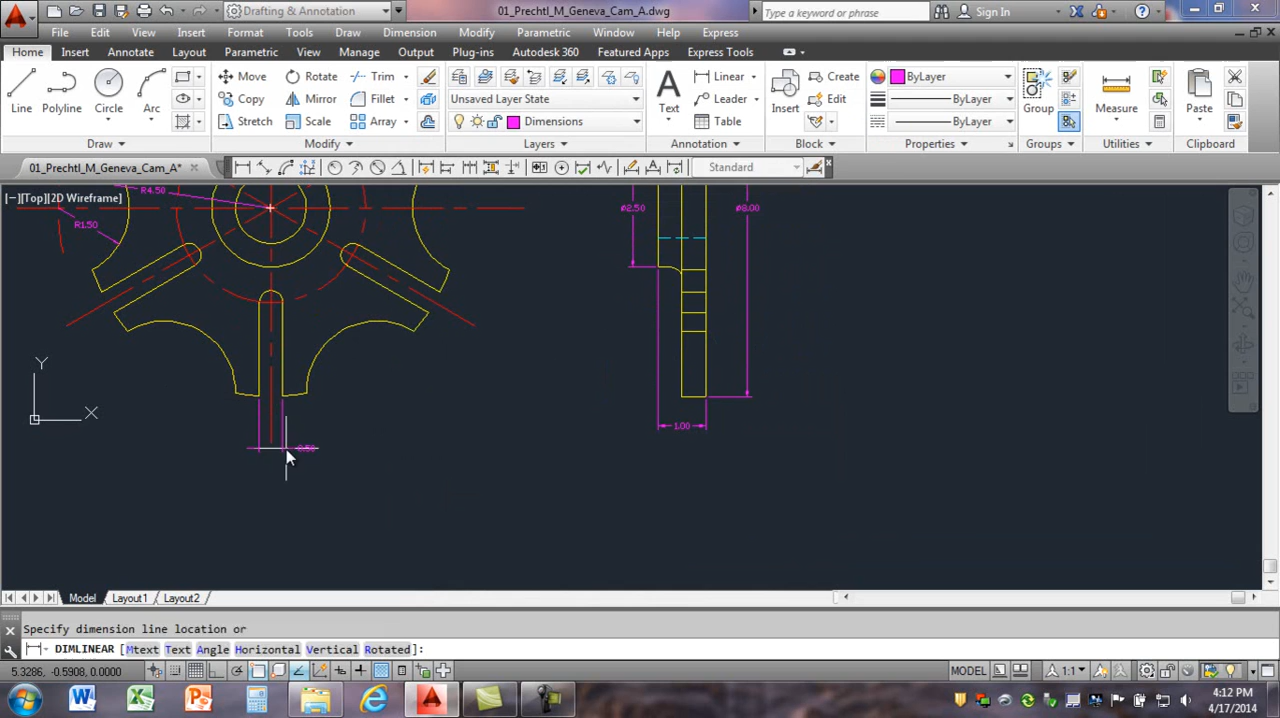 Drafting & Annotation
01_Prechtl_M_Geneva_Cam_A.dwg
Type a keyword or phrase
Sign In
File Edit View Insert Format Tools Draw Dimension Modify Parametric Window Help Express
Home Insert Annotate Layout Parametric View Manage Output Plug-ins Autodesk 360 Featured Apps Express Tools
Line Polyline Circle Arc
Move Rotate Trim
Copy Mirror Fillet
Stretch Scale Array
Unsaved Layer State
Dimensions
Text
Linear
Leader
Table
Insert
Create
Edit
ByLayer
ByLayer
ByLayer
Group
Measure
Paste
Draw Modify Layers Annotation Block Properties Groups Utilities Clipboard
01_Prechtl_M_Geneva_Cam_A*
Standard
[−][Top][2D Wireframe]
R4.50
R1.50
ø2.50
ø8.00
1.00
0.50
Y
X
Model Layout1 Layout2
Specify dimension line location or
DIMLINEAR [Mtext Text Angle Horizontal Vertical Rotated]:
5.3286, -0.5908, 0.0000
MODEL
1:1
4:12 PM
4/17/2014